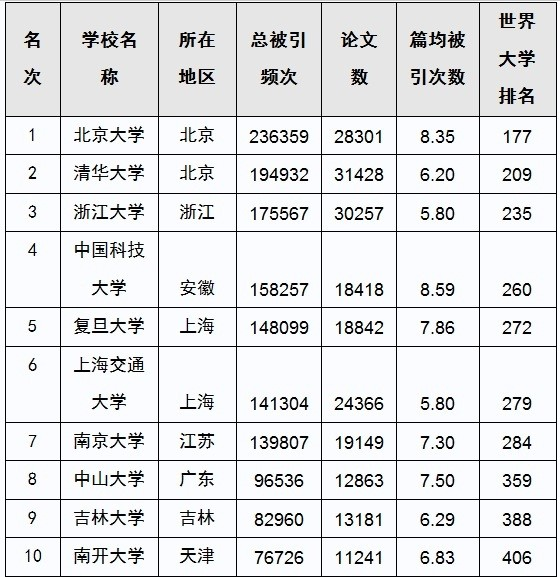 名次 学校名称 所在地区 总被引频次 论文数 篇均被引次数 世界大学排名
1 北京大学 北京 236359 28301 8.35 177
2 清华大学 北京 194932 31428 6.20 209
3 浙江大学 浙江 175567 30257 5.80 235
4 中国科技大学 安徽 158257 18418 8.59 260
5 复旦大学 上海 148099 18842 7.86 272
6 上海交通大学 上海 141304 24366 5.80 279
7 南京大学 江苏 139807 19149 7.30 284
8 中山大学 广东 96536 12863 7.50 359
9 吉林大学 吉林 82960 13181 6.29 388
10 南开大学 天津 76726 11241 6.83 406